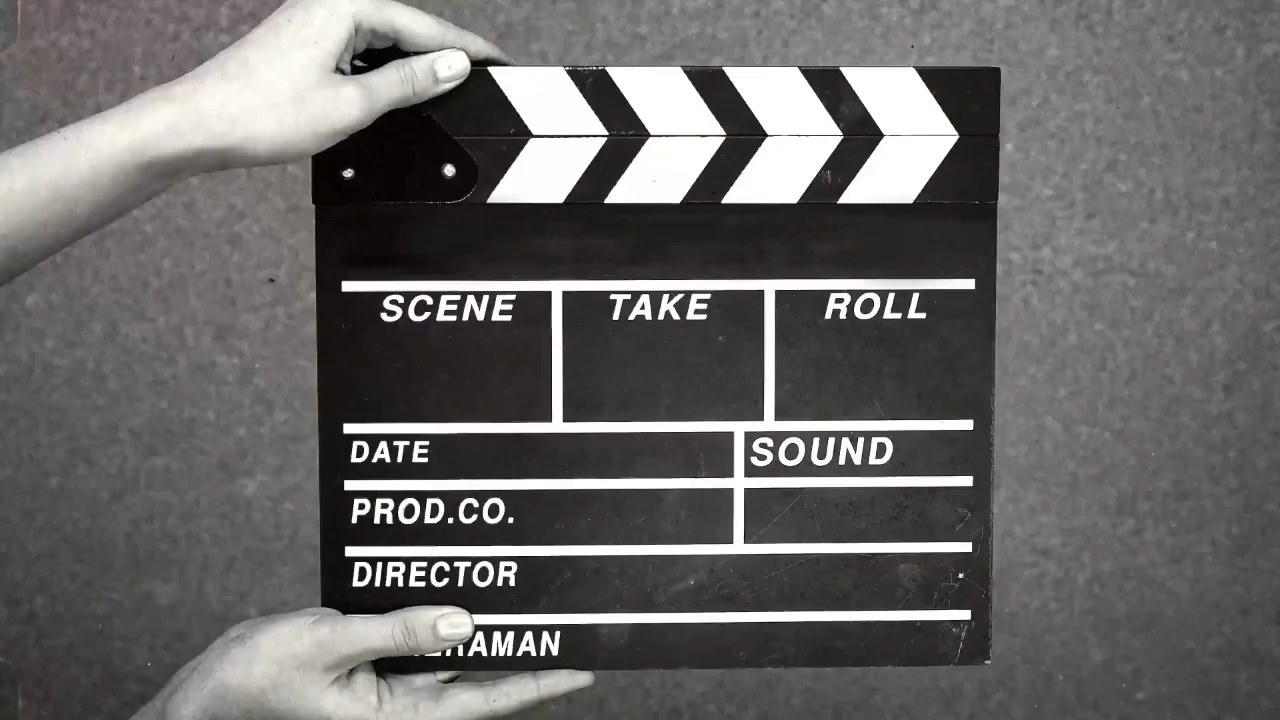 SCENE TAKE ROLL
DATE SOUND
PROD.CO.
DIRECTOR